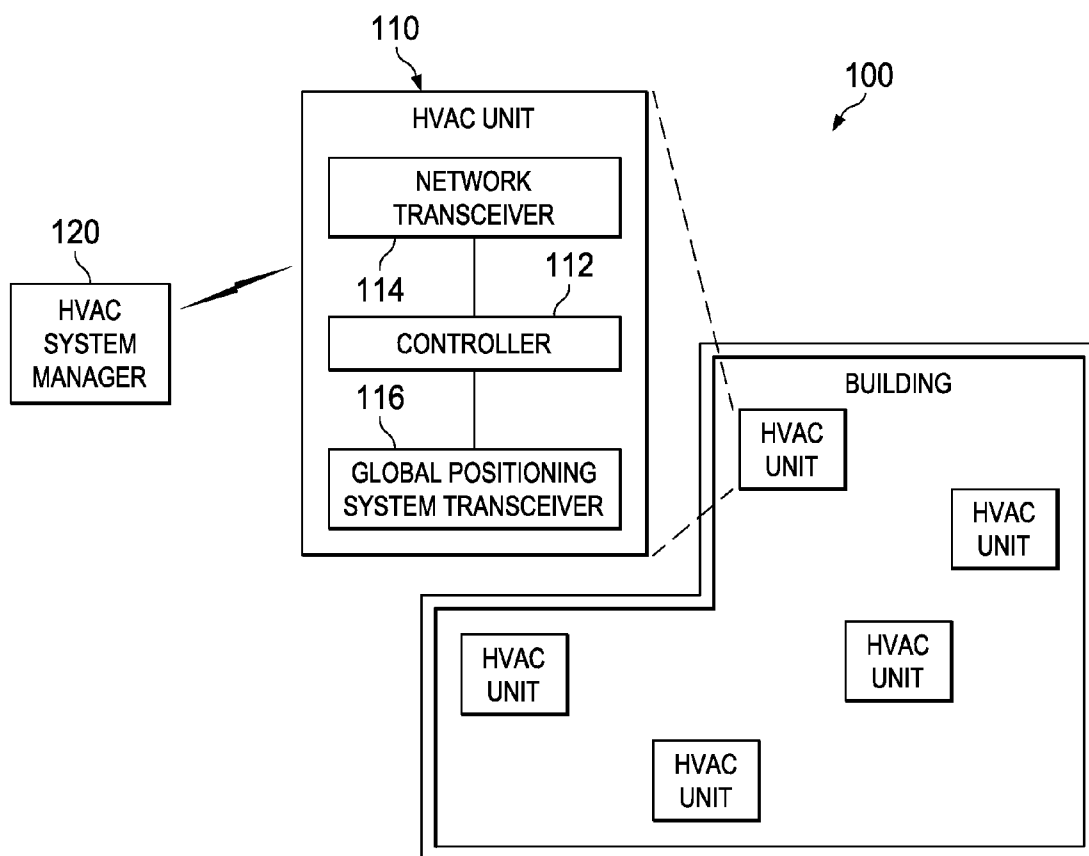 110
100
HVAC UNIT
NETWORK
TRANSCEIVER
120
114
112
HVAC
SYSTEM
MANAGER
CONTROLLER
116
GLOBAL POSITIONING
SYSTEM TRANSCEIVER
BUILDING
HVAC
UNIT
HVAC
UNIT
HVAC
UNIT
HVAC
UNIT
HVAC
UNIT